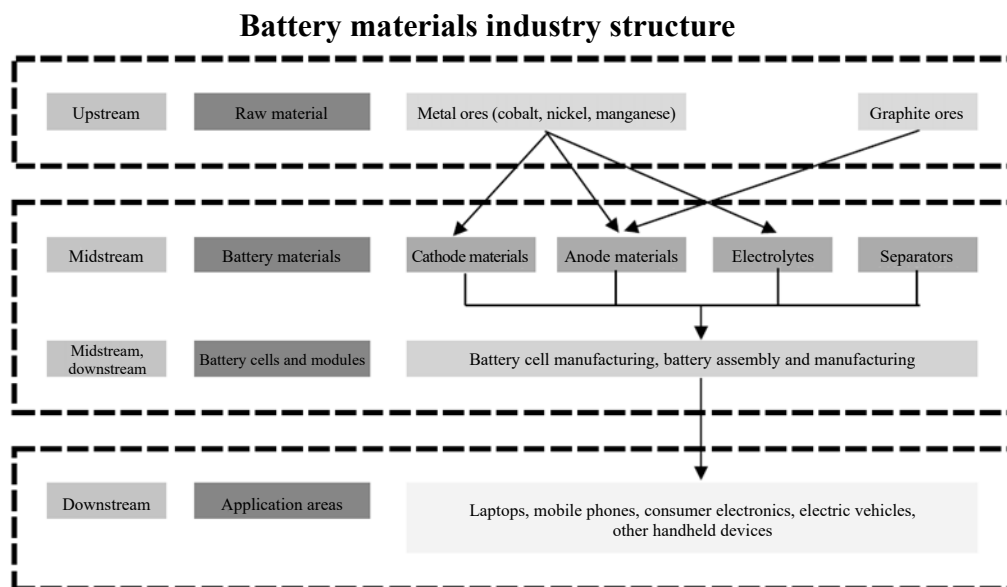 Battery materials industry structure
Upstream
Raw material
Metal ores (cobalt, nickel, manganese)
Graphite ores
Midstream
Battery materials
Cathode materials
Anode materials
Electrolytes
Separators
Midstream,
downstream
Battery cells and modules
Battery cell manufacturing, battery assembly and manufacturing
Downstream
Application areas
Laptops, mobile phones, consumer electronics, electric vehicles,
other handheld devices